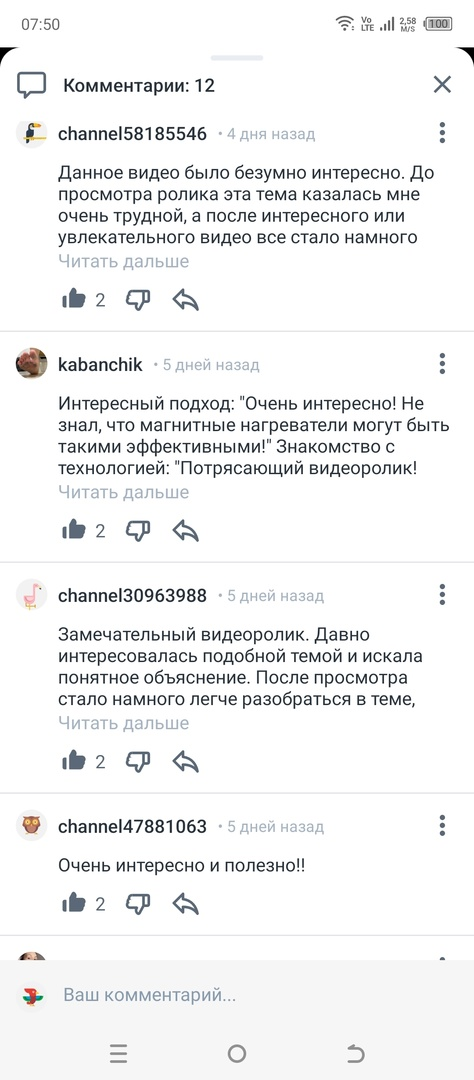 07:50
Vo LTE
2,58 M/S
100
Комментарии: 12
channel58185546 • 4 дня назад
Данное видео было безумно интересно. До
просмотра ролика эта тема казалась мне
очень трудной, а после интересного или
увлекательного видео все стало намного
Читать дальше
2
kabanchik • 5 дней назад
Интересный подход: "Очень интересно! Не
знал, что магнитные нагреватели могут быть
такими эффективными!" Знакомство с
технологией: "Потрясающий видеоролик!
Читать дальше
2
channel30963988 • 5 дней назад
Замечательный видеоролик. Давно
интересовалась подобной темой и искала
понятное объяснение. После просмотра
стало намного легче разобраться в теме,
Читать дальше
2
channel47881063 • 5 дней назад
Очень интересно и полезно!!
2
Ваш комментарий...